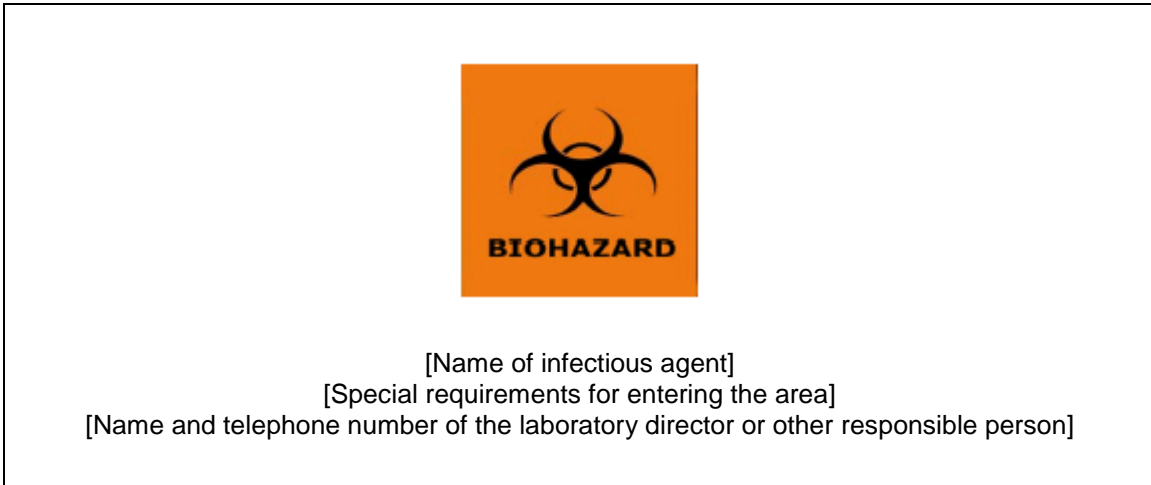 BIOHAZARD
[Name of infectious agent]
[Special requirements for entering the area]
[Name and telephone number of the laboratory director or other responsible person]